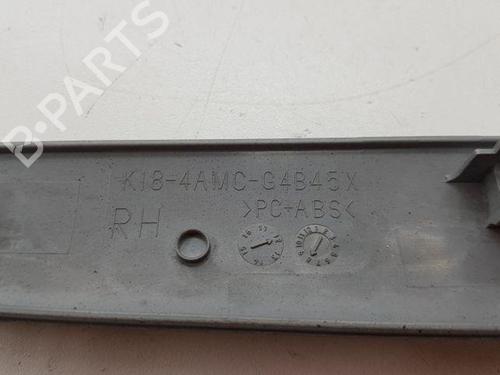 B-PARTS
K18-4AMC-G4B45X
RH
>PC+ABS<